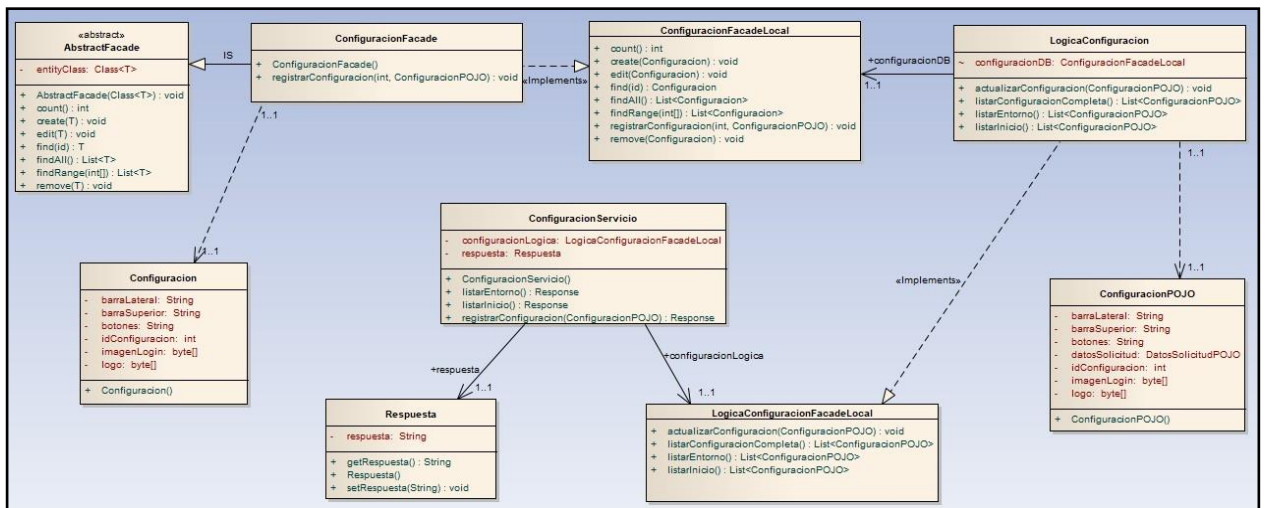 «abstract»
AbstractFacade
- entityClass: Class<T>
+ AbstractFacade(Class<T>) : void
+ count() : int
+ create(T) : void
+ edit(T) : void
+ find(id) : T
+ findAll() : List<T>
+ findRange(int[]) : List<T>
+ remove(T) : void
IS
ConfiguracionFacade
+ ConfiguracionFacade()
+ registrarConfiguracion(int, ConfiguracionPOJO) : void
1..1
«Implements»
ConfiguracionFacadeLocal
+ count() : int
+ create(Configuracion) : void
+ edit(Configuracion) : void
+ find(id) : Configuracion
+ findAll() : List<Configuracion>
+ findRange(int[]) : List<Configuracion>
+ registrarConfiguracion(int, ConfiguracionPOJO) : void
+ remove(Configuracion) : void
+configuracionDB
1..1
LogicaConfiguracion
~ configuracionDB: ConfiguracionFacadeLocal
+ actualizarConfiguracion(ConfiguracionPOJO) : void
+ listarConfiguracionCompleta() : List<ConfiguracionPOJO>
+ listarEntorno() : List<ConfiguracionPOJO>
+ listarInicio() : List<ConfiguracionPOJO>
1..1
1..1
Configuracion
- barraLateral: String
- barraSuperior: String
- botones: String
- idConfiguracion: int
- imagenLogin: byte[]
- logo: byte[]
+ Configuracion()
ConfiguracionServicio
- configuracionLogica: LogicaConfiguracionFacadeLocal
- respuesta: Respuesta
+ ConfiguracionServicio()
+ listarEntorno() : Response
+ listarInicio() : Response
+ registrarConfiguracion(ConfiguracionPOJO) : Response
«Implements»
1..1
ConfiguracionPOJO
- barraLateral: String
- barraSuperior: String
- botones: String
- datosSolicitud: DatosSolicitudPOJO
- idConfiguracion: int
- imagenLogin: byte[]
- logo: byte[]
+ ConfiguracionPOJO()
+respuesta
1..1
+configuracionLogica
1..1
Respuesta
- respuesta: String
+ getRespuesta() : String
+ Respuesta()
+ setRespuesta(String) : void
LogicaConfiguracionFacadeLocal
+ actualizarConfiguracion(ConfiguracionPOJO) : void
+ listarConfiguracionCompleta() : List<ConfiguracionPOJO>
+ listarEntorno() : List<ConfiguracionPOJO>
+ listarInicio() : List<ConfiguracionPOJO>